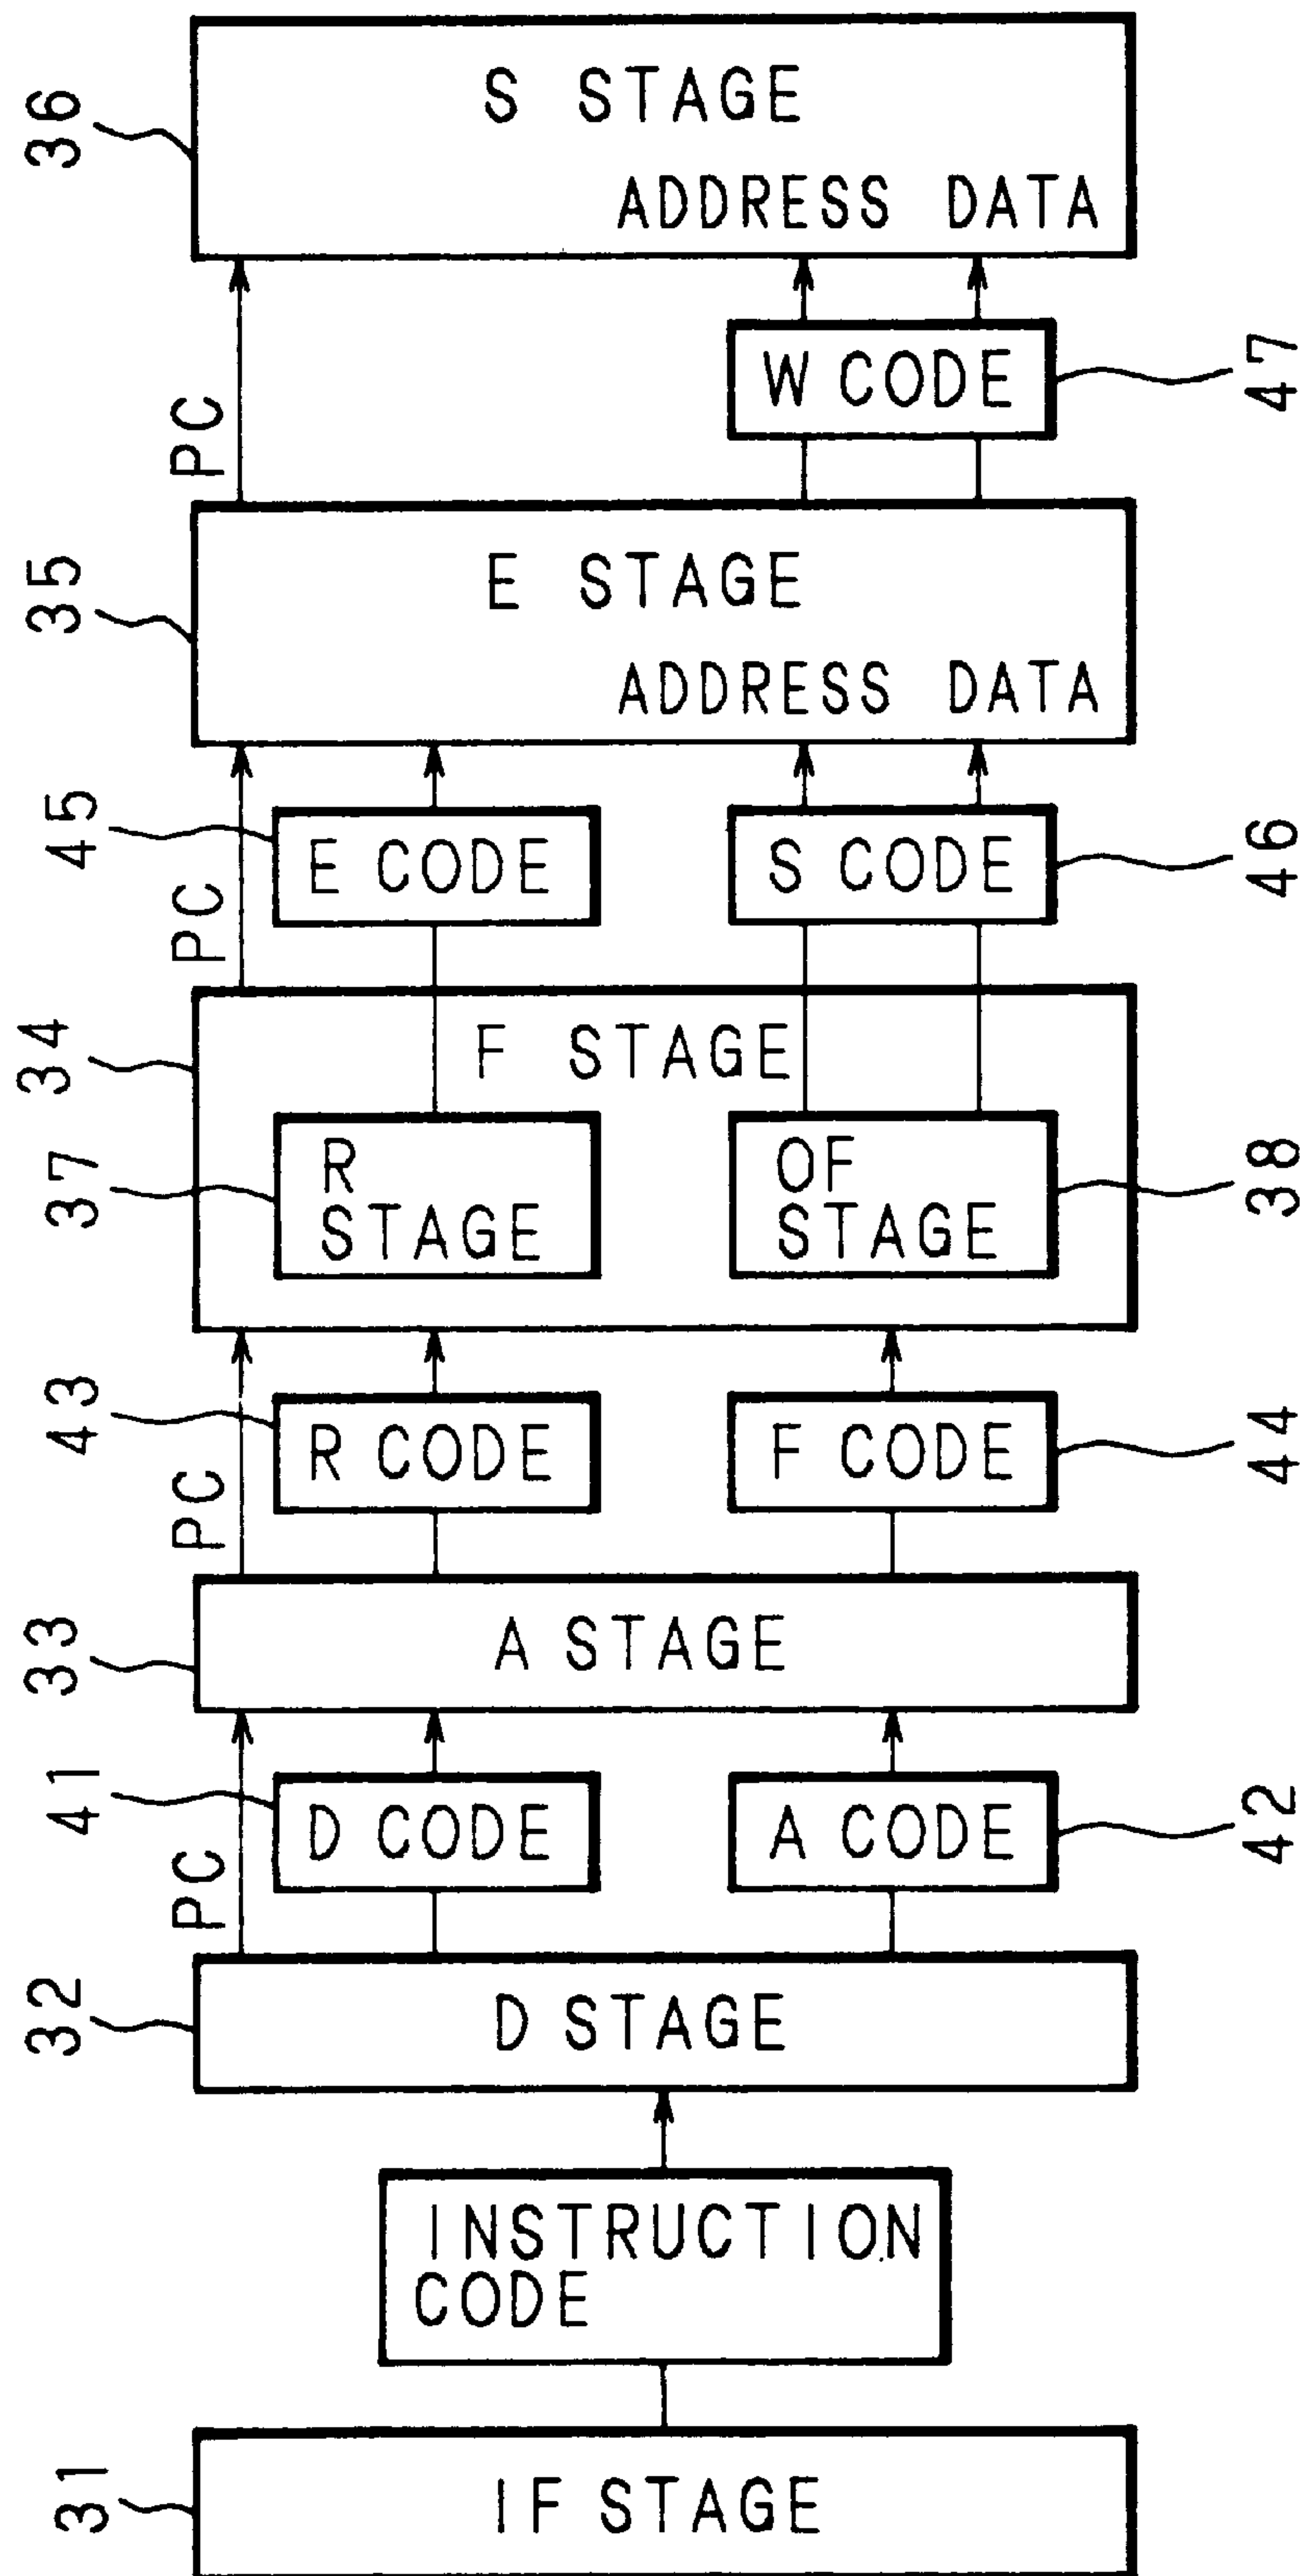 36
S STAGE
ADDRESS DATA
PC
W CODE
47
35
E STAGE
ADDRESS DATA
PC
45
E CODE
S CODE
46
34
F STAGE
37
R
STAGE
OF
STAGE
38
PC
43
R CODE
F CODE
44
33
A STAGE
PC
41
D CODE
A CODE
42
32
D STAGE
INSTRUCTION
CODE
31
IF STAGE